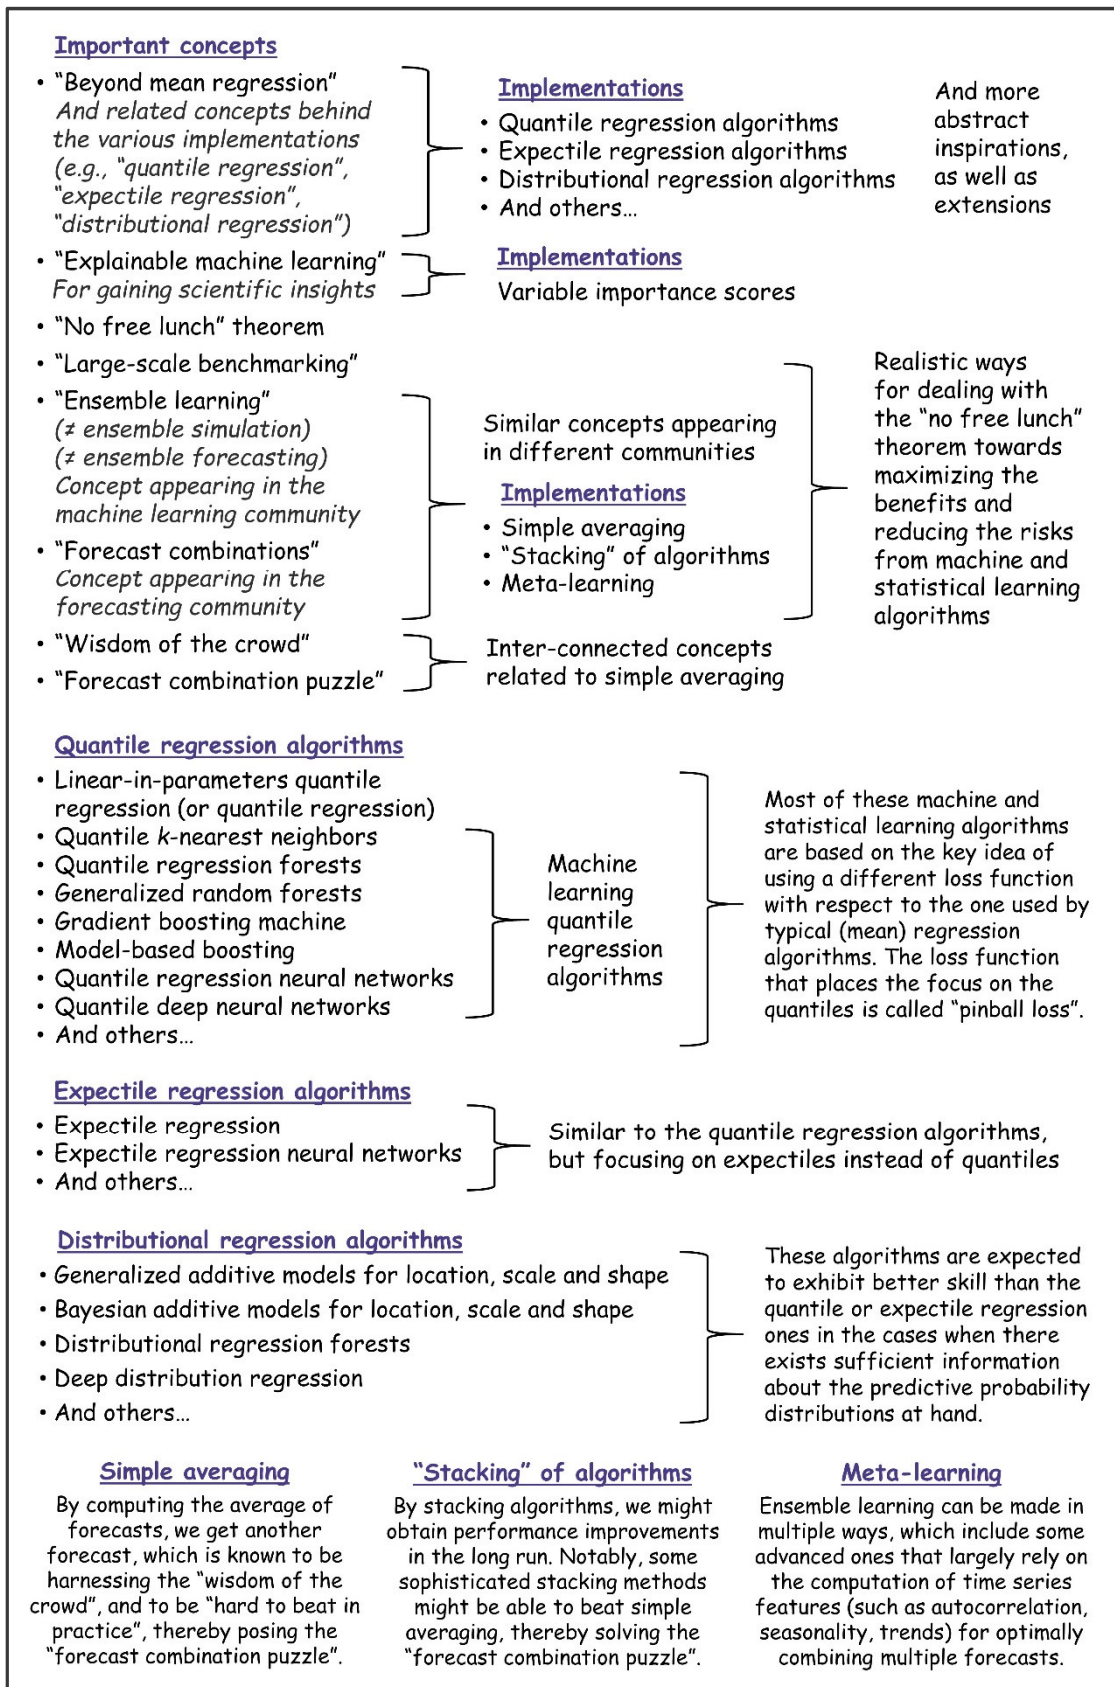 Important concepts
• “Beyond mean regression”
And related concepts behind
the various implementations
(e.g., “quantile regression”,
“expectile regression”,
“distributional regression”)
Implementations
• Quantile regression algorithms
• Expectile regression algorithms
• Distributional regression algorithms
• And others…
And more
abstract
inspirations,
as well as
extensions
• “Explainable machine learning”
For gaining scientific insights
Implementations
Variable importance scores
• “No free lunch” theorem
• “Large-scale benchmarking”
• “Ensemble learning”
(≠ ensemble simulation)
(≠ ensemble forecasting)
Concept appearing in the
machine learning community
• “Forecast combinations”
Concept appearing in the
forecasting community
Similar concepts appearing
in different communities
Implementations
• Simple averaging
• “Stacking” of algorithms
• Meta-learning
Realistic ways
for dealing with
the “no free lunch”
theorem towards
maximizing the
benefits and
reducing the risks
from machine and
statistical learning
algorithms
• “Wisdom of the crowd”
• “Forecast combination puzzle”
Inter-connected concepts
related to simple averaging
Quantile regression algorithms
• Linear-in-parameters quantile
regression (or quantile regression)
• Quantile k-nearest neighbors
• Quantile regression forests
• Generalized random forests
• Gradient boosting machine
• Model-based boosting
• Quantile regression neural networks
• Quantile deep neural networks
• And others…
Machine
learning
quantile
regression
algorithms
Most of these machine and
statistical learning algorithms
are based on the key idea of
using a different loss function
with respect to the one used by
typical (mean) regression
algorithms. The loss function
that places the focus on the
quantiles is called “pinball loss”.
Expectile regression algorithms
• Expectile regression
• Expectile regression neural networks
• And others…
Similar to the quantile regression algorithms,
but focusing on expectiles instead of quantiles
Distributional regression algorithms
• Generalized additive models for location, scale and shape
• Bayesian additive models for location, scale and shape
• Distributional regression forests
• Deep distribution regression
• And others…
These algorithms are expected
to exhibit better skill than the
quantile or expectile regression
ones in the cases when there
exists sufficient information
about the predictive probability
distributions at hand.
Simple averaging
By computing the average of
forecasts, we get another
forecast, which is known to be
harnessing the “wisdom of the
crowd”, and to be “hard to beat in
practice”, thereby posing the
“forecast combination puzzle”.
“Stacking” of algorithms
By stacking algorithms, we might
obtain performance improvements
in the long run. Notably, some
sophisticated stacking methods
might be able to beat simple
averaging, thereby solving the
“forecast combination puzzle”.
Meta-learning
Ensemble learning can be made in
multiple ways, which include some
advanced ones that largely rely on
the computation of time series
features (such as autocorrelation,
seasonality, trends) for optimally
combining multiple forecasts.